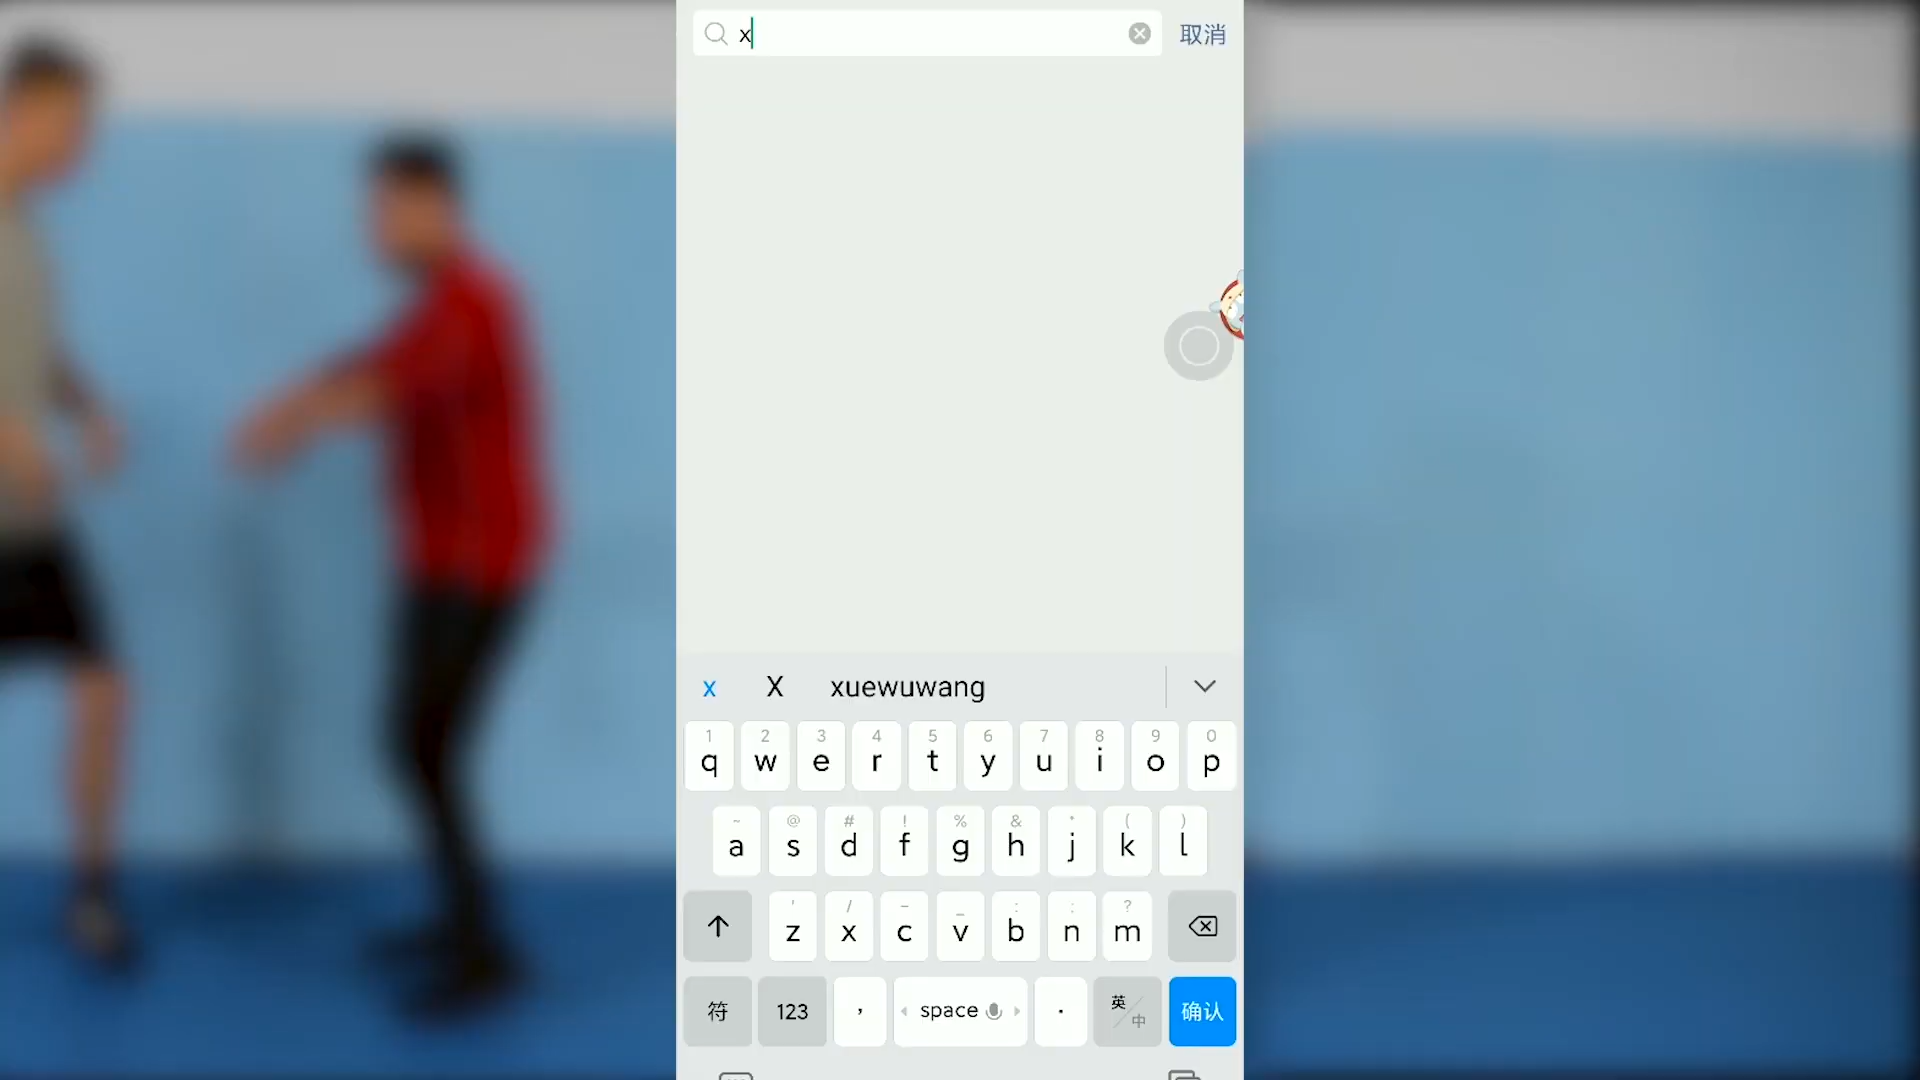 x 取消
x X xuewuwang
1 2 3 4 5 6 7 8 9 0
q w e r t y u i o p
~ @ # ! % & * ( )
a s d f g h j k l
' / - _ : ; ?
z x c v b n m
符 123 , space . 英/中 确认